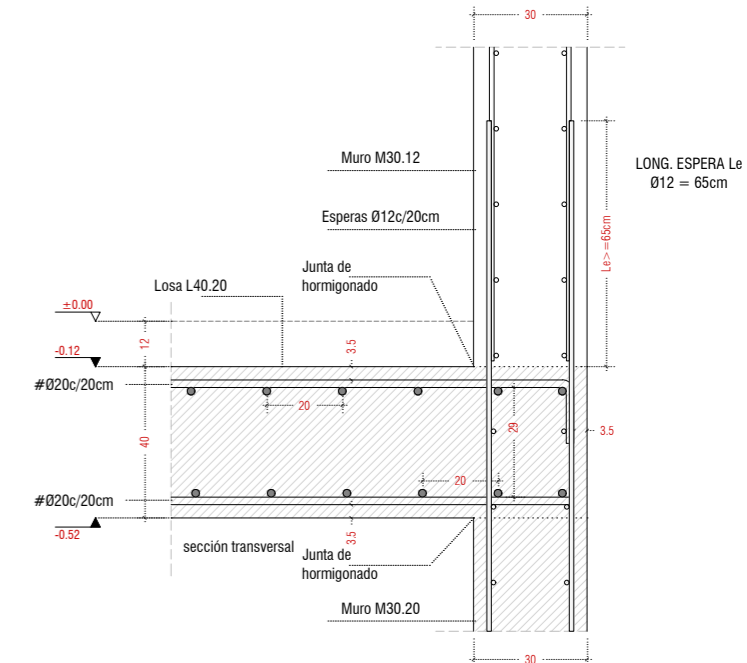 30
Muro M30.12
LONG. ESPERA Le
Ø12 = 65cm
Esperas Ø12c/20cm
Le>=65cm
Junta de
hormigonado
Losa L40.20
±0.00
12
3.5
-0.12
#Ø20c/20cm
20
29
3.5
40
20
#Ø20c/20cm
-0.52
3.5
sección transversal
Junta de
hormigonado
Muro M30.20
30